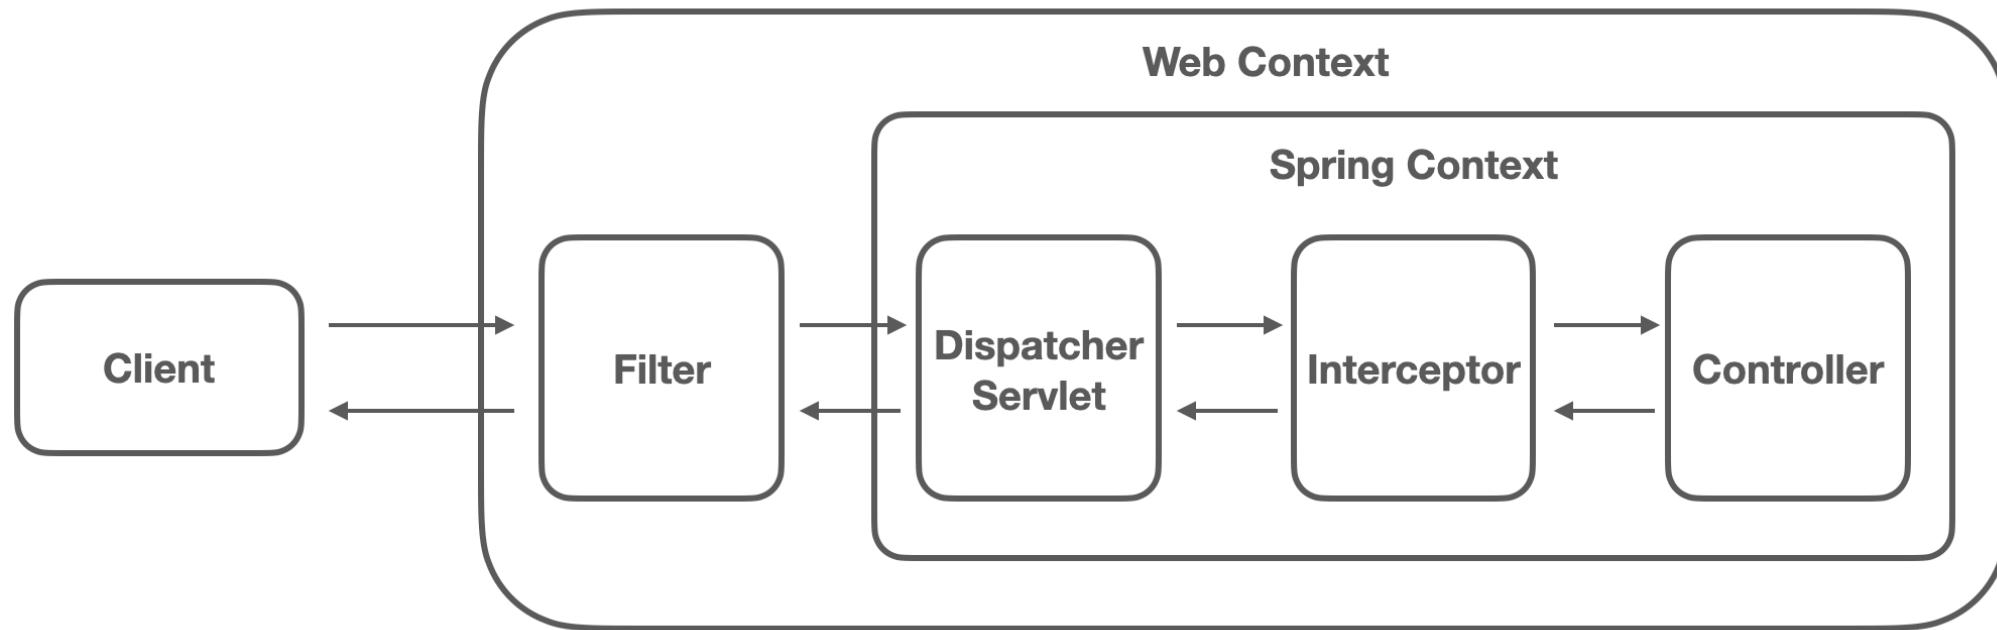 Web Context
Spring Context
Client
Filter
Dispatcher
Servlet
Interceptor
Controller